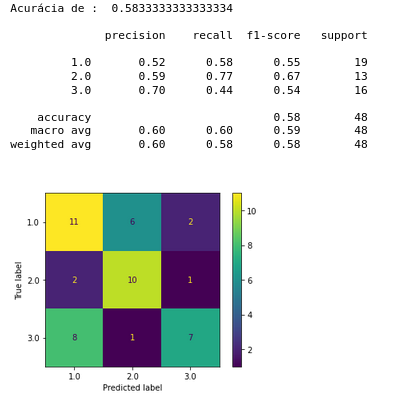 Acurácia de :  0.5833333333333334
precision    recall  f1-score   support
1.0       0.52      0.58      0.55        19
2.0       0.59      0.77      0.67        13
3.0       0.70      0.44      0.54        16
accuracy                           0.58        48
macro avg       0.60      0.60      0.59        48
weighted avg       0.60      0.58      0.58        48
1.0 11 6 2
2.0 2 10 1
3.0 8 1 7
True label
1.0 2.0 3.0
Predicted label
10
8
6
4
2